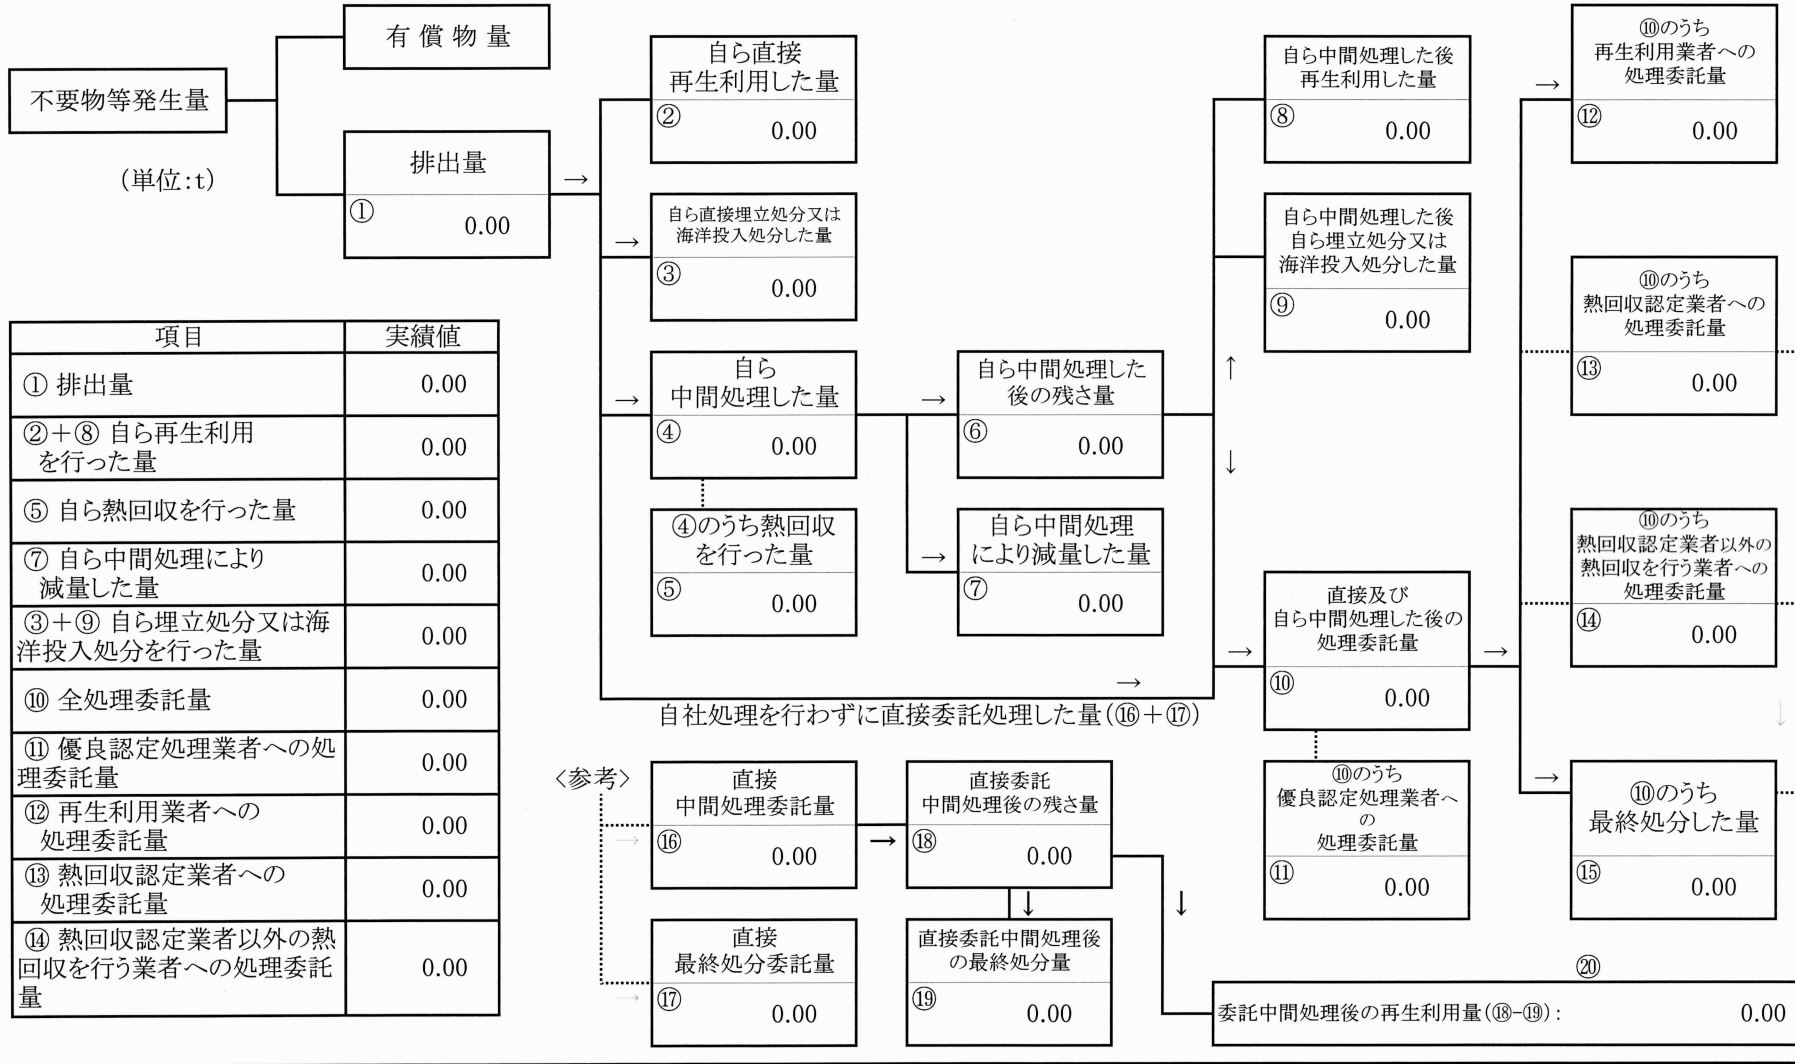 不要物等発生量
(単位:t)
有償物量
排出量
①
0.00
→
自ら直接
再生利用した量
②
0.00
→
自ら直接埋立処分又は
海洋投入処分した量
③
0.00
→
自ら
中間処理した量
④
0.00
④のうち熱回収
を行った量
⑤
0.00
→
自ら中間処理した
後の残さ量
⑥
0.00
→
自ら中間処理
により減量した量
⑦
0.00
→
自社処理を行わずに直接委託処理した量(⑯+⑰)
↑
↓
自ら中間処理した後
再生利用した量
⑧
0.00
自ら中間処理した後
自ら埋立処分又は
海洋投入処分した量
⑨
0.00
→
直接及び
自ら中間処理した後の
処理委託量
⑩
0.00
⑩のうち
優良認定処理業者へ
の
処理委託量
⑪
0.00
→
→
⑩のうち
再生利用業者への
処理委託量
⑫
0.00
⑩のうち
熱回収認定業者への
処理委託量
⑬
0.00
⑩のうち
熱回収認定業者以外の
熱回収を行う業者への
処理委託量
⑭
0.00
↓
→
⑩のうち
最終処分した量
⑮
0.00
項目 実績値
① 排出量 0.00
②+⑧ 自ら再生利用
を行った量 0.00
⑤ 自ら熱回収を行った量 0.00
⑦ 自ら中間処理により
減量した量 0.00
③+⑨ 自ら埋立処分又は海
洋投入処分を行った量 0.00
⑩ 全処理委託量 0.00
⑪ 優良認定処理業者への処
理委託量 0.00
⑫ 再生利用業者への
処理委託量 0.00
⑬ 熱回収認定業者への
処理委託量 0.00
⑭ 熱回収認定業者以外の熱
回収を行う業者への処理委託
量 0.00
〈参考〉
→
直接
中間処理委託量
⑯
0.00
→
直接委託
中間処理後の残さ量
⑱
0.00
↓
↓
→
直接
最終処分委託量
⑰
0.00
直接委託中間処理後
の最終処分量
⑲
0.00
⑳
委託中間処理後の再生利用量(⑱-⑲): 0.00